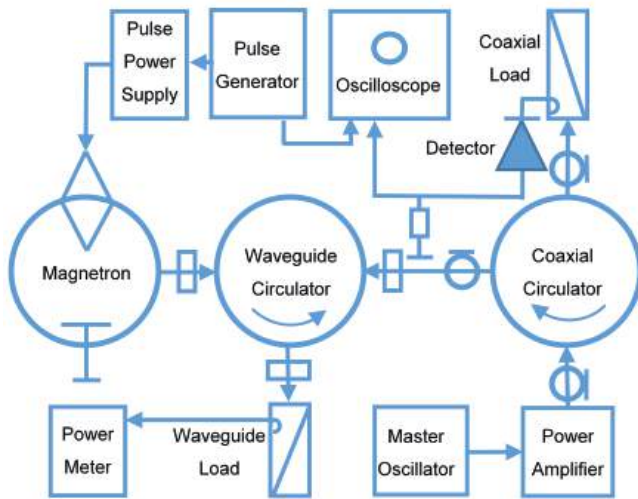 Pulse
Power
Supply
Pulse
Generator
Oscilloscope
Coaxial
Load
Detector
Magnetron
Waveguide
Circulator
Coaxial
Circulator
Power
Meter
Waveguide
Load
Master
Oscillator
Power
Amplifier